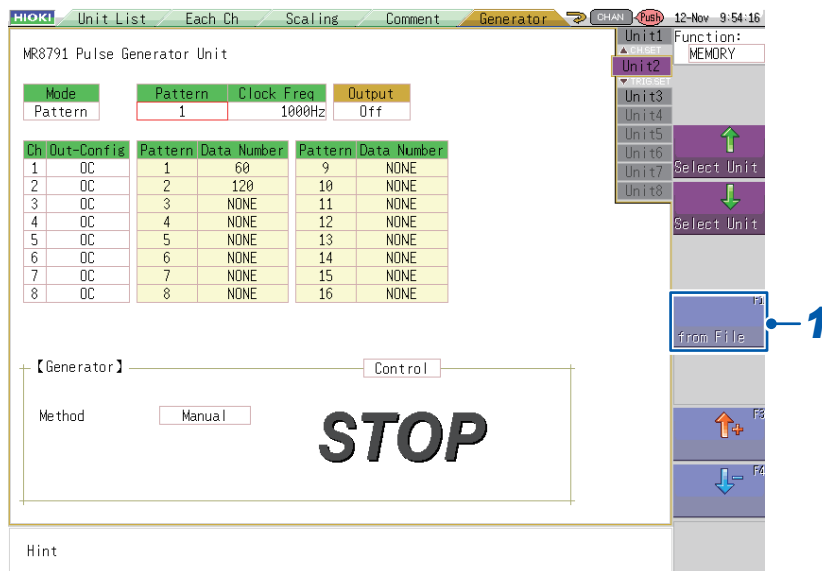 HIOKI Unit List Each Ch Scaling Comment Generator CHAN Push 12-Nov 9:54:16
MR8791 Pulse Generator Unit
Mode Pattern Clock Freq Output
Pattern 1 1000Hz Off
Ch Out-Config Pattern Data Number Pattern Data Number
1 OC 1 60 9 NONE
2 OC 2 120 10 NONE
3 OC 3 NONE 11 NONE
4 OC 4 NONE 12 NONE
5 OC 5 NONE 13 NONE
6 OC 6 NONE 14 NONE
7 OC 7 NONE 15 NONE
8 OC 8 NONE 16 NONE
【Generator】 Control
Method Manual STOP
Hint
Unit1
▲CH.SET
Unit2
▼TRIG.SET
Unit3
Unit4
Unit5
Unit6
Unit7
Unit8
Function:
MEMORY
Select Unit
Select Unit
from File
1
F3
F4